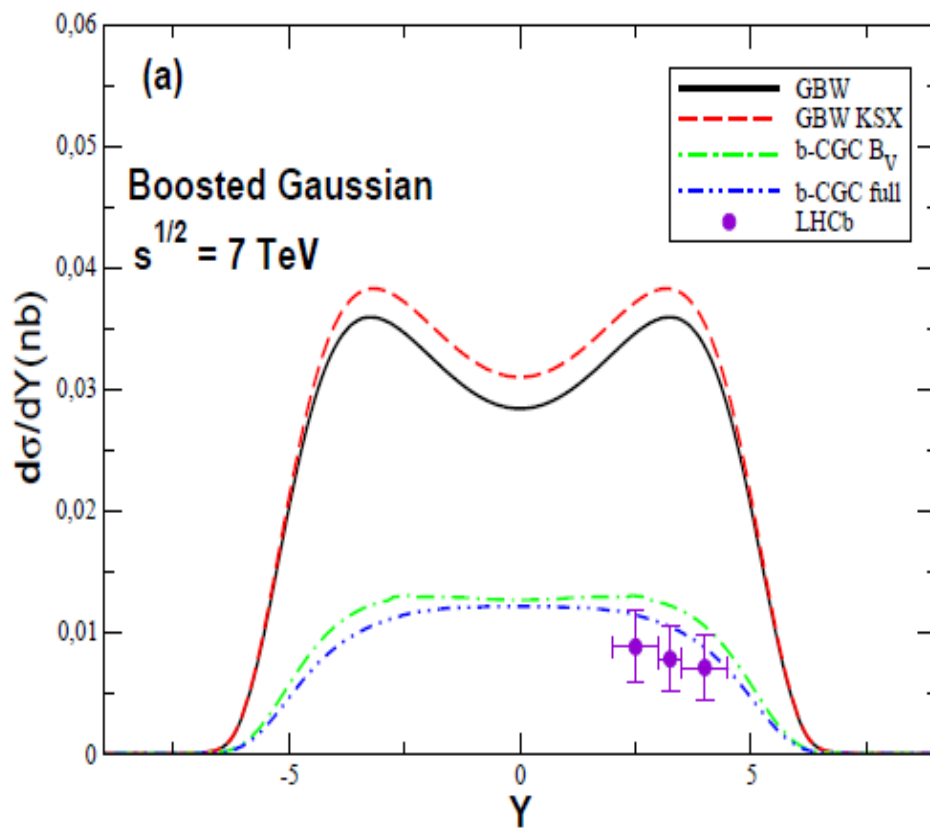 0,06
0,05
0,04
0,03
0,02
0,01
0
dσ/dY(nb)
(a)
Boosted Gaussian
s^1/2 = 7 TeV
GBW
GBW KSX
b-CGC B_V
b-CGC full
LHCb
-5
0
5
Y